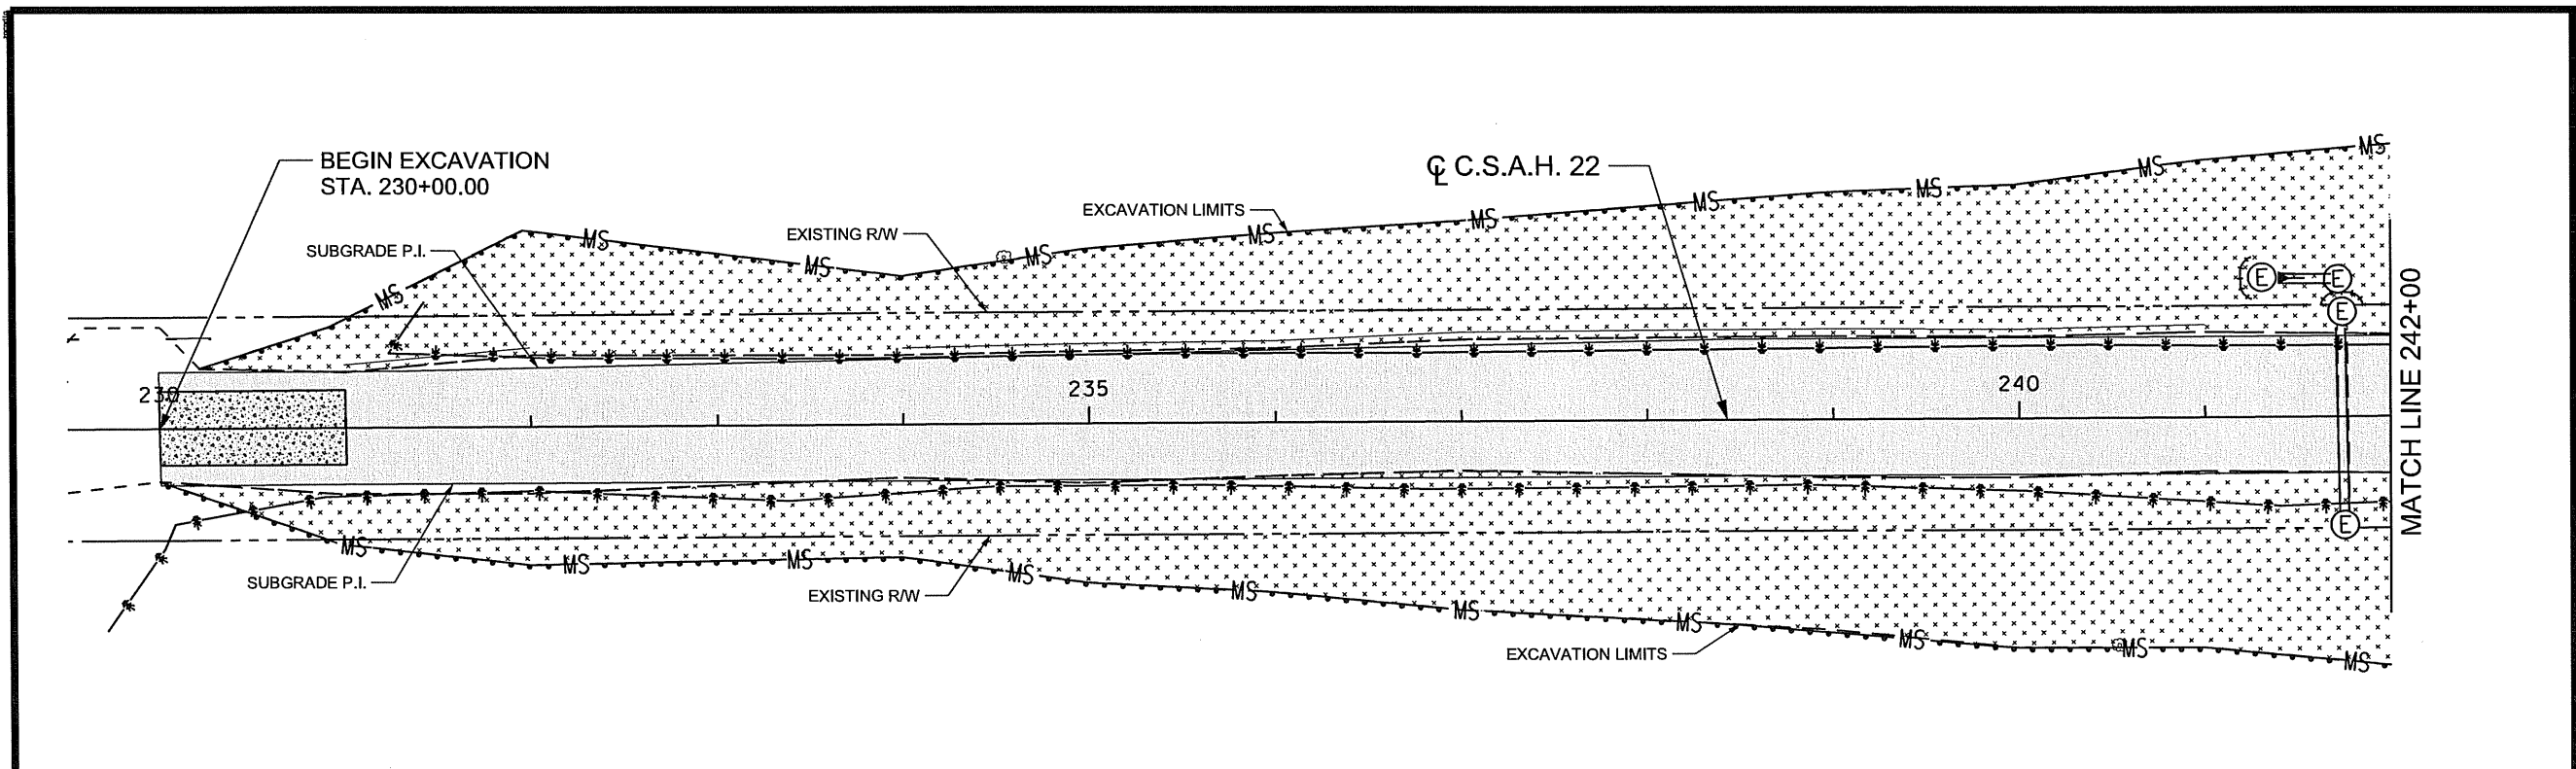 BEGIN EXCAVATION
STA. 230+00.00
℄ C.S.A.H. 22
EXCAVATION LIMITS
EXISTING R/W
SUBGRADE P.I.
MS MS MS MS MS MS MS MS MS MS
E E
E
230
235
240
MATCH LINE 242+00
E
MS MS MS MS MS MS MS MS MS MS
SUBGRADE P.I.
EXISTING R/W
EXCAVATION LIMITS